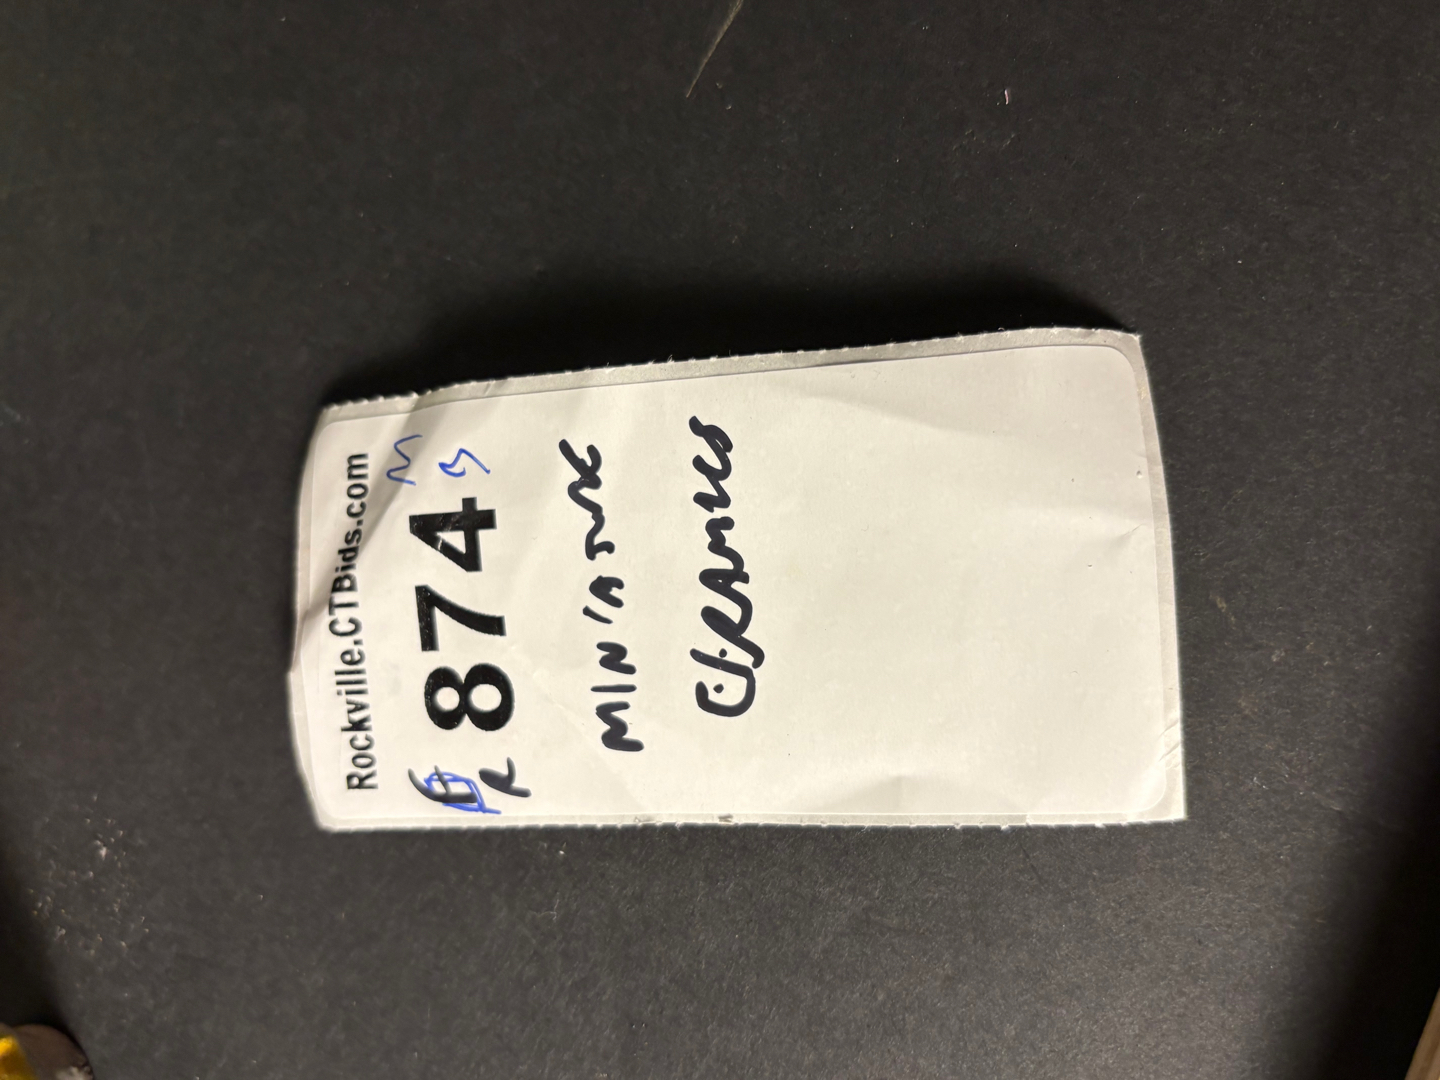 Rockville.CTBids.com
R 874
MINIATURE
CERAMICS